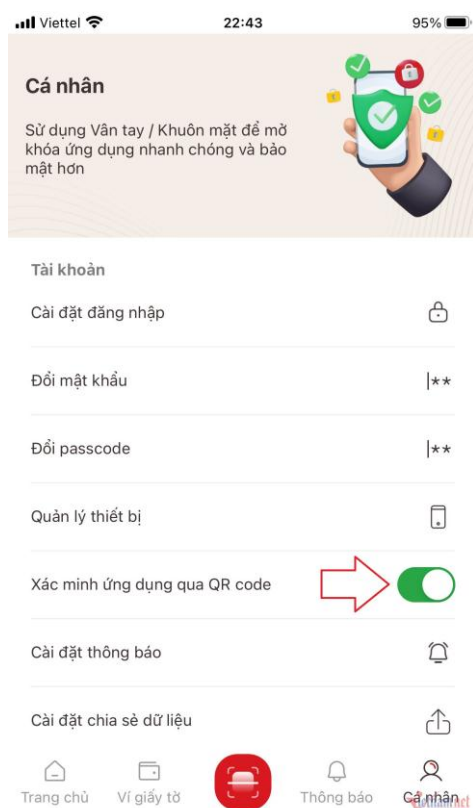 Viettel 22:43 95%
Cá nhân
Sử dụng Vân tay / Khuôn mặt để mở
khóa ứng dụng nhanh chóng và bảo
mật hơn
Tài khoản
Cài đặt đăng nhập
Đổi mật khẩu |**
Đổi passcode |**
Quản lý thiết bị
Xác minh ứng dụng qua QR code
Cài đặt thông báo
Cài đặt chia sẻ dữ liệu
Trang chủ Ví giấy tờ Thông báo Cá nhân